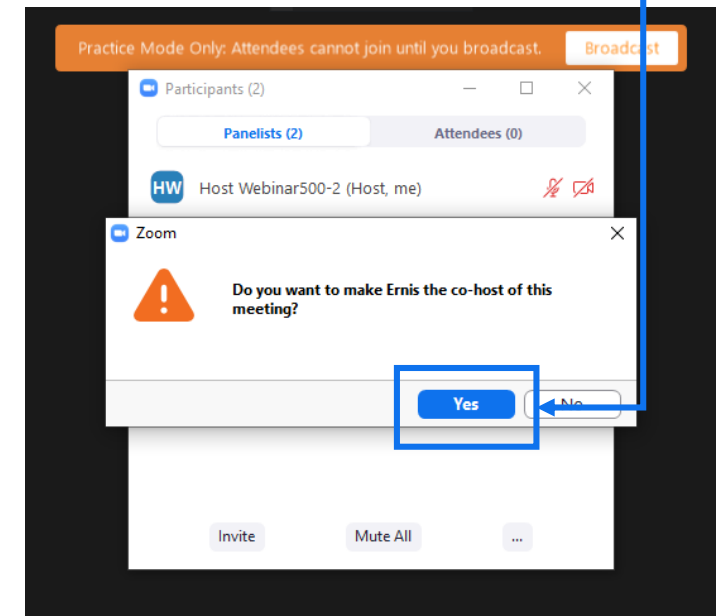 Practice Mode Only: Attendees cannot join until you broadcast. Broadcast
Participants (2)
Panelists (2) Attendees (0)
HW Host Webinar500-2 (Host, me)
Zoom
Do you want to make Ernis the co-host of this
meeting?
Yes No
Invite Mute All ...